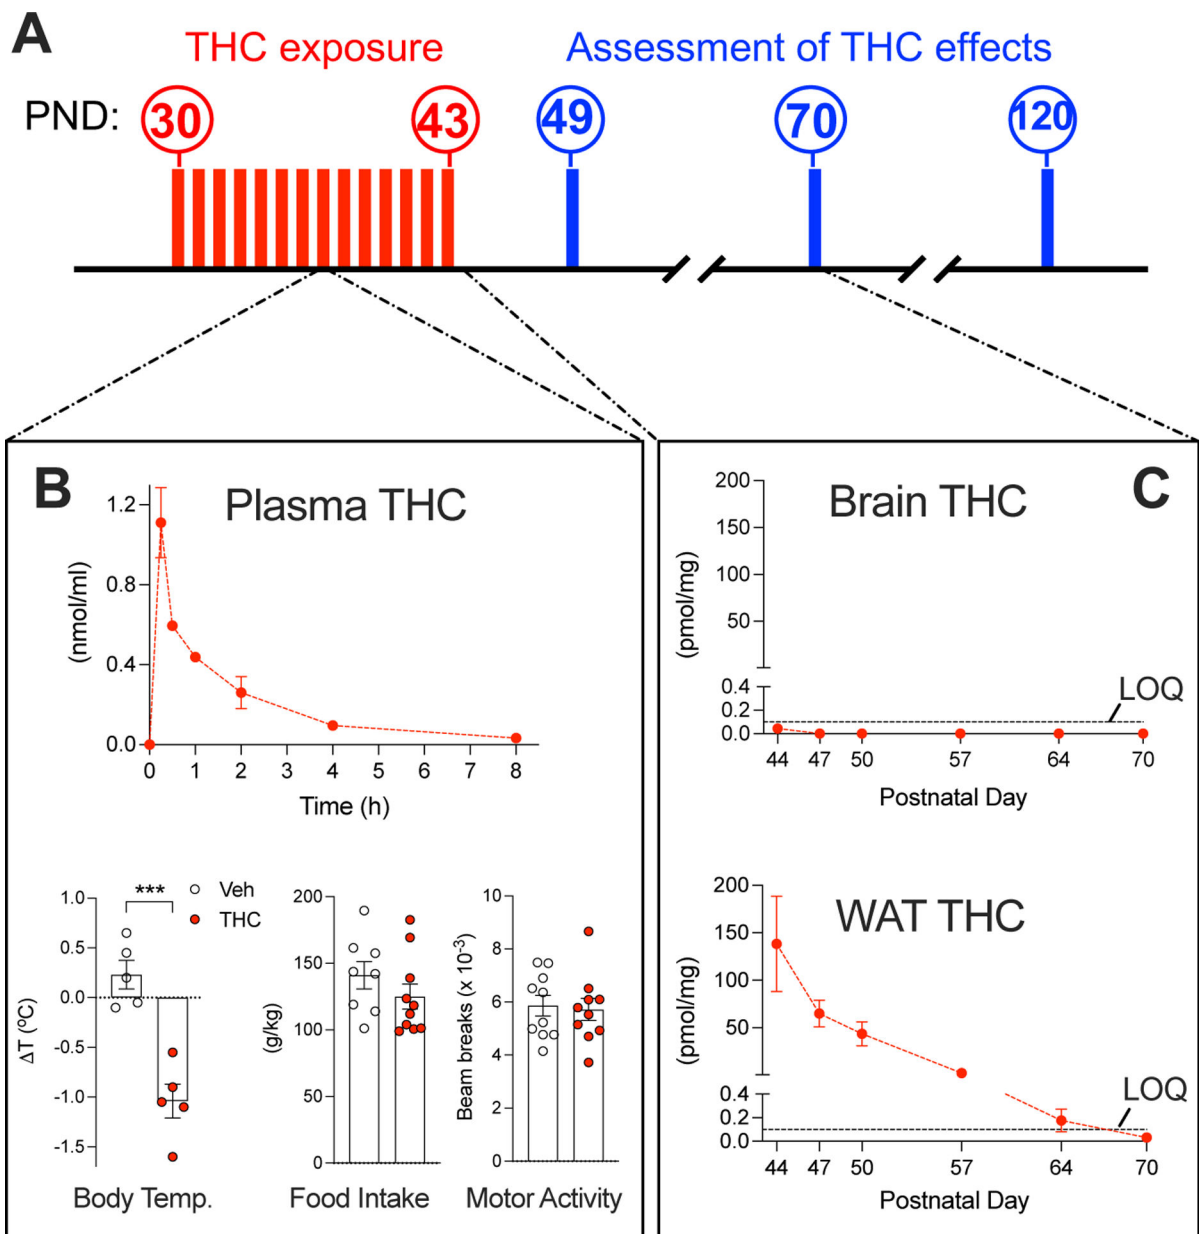 A
THC exposure
Assessment of THC effects
PND:
30
43
49
70
120
B
Plasma THC
(nmol/ml)
1.2
0.8
0.4
0.0
0 1 2 3 4 5 6 7 8
Time (h)
Veh
THC
***
ΔT (ºC)
1.0
0.5
0.0
-0.5
-1.0
-1.5
Body Temp.
(g/kg)
200
150
100
50
0
Food Intake
Beam breaks (x 10-3)
10
8
6
4
2
0
Motor Activity
C
Brain THC
(pmol/mg)
200
150
100
50
0.4
0.2
0.0
LOQ
44 47 50 57 64 70
Postnatal Day
WAT THC
(pmol/mg)
200
150
100
50
0.4
0.2
0.0
LOQ
44 47 50 57 64 70
Postnatal Day